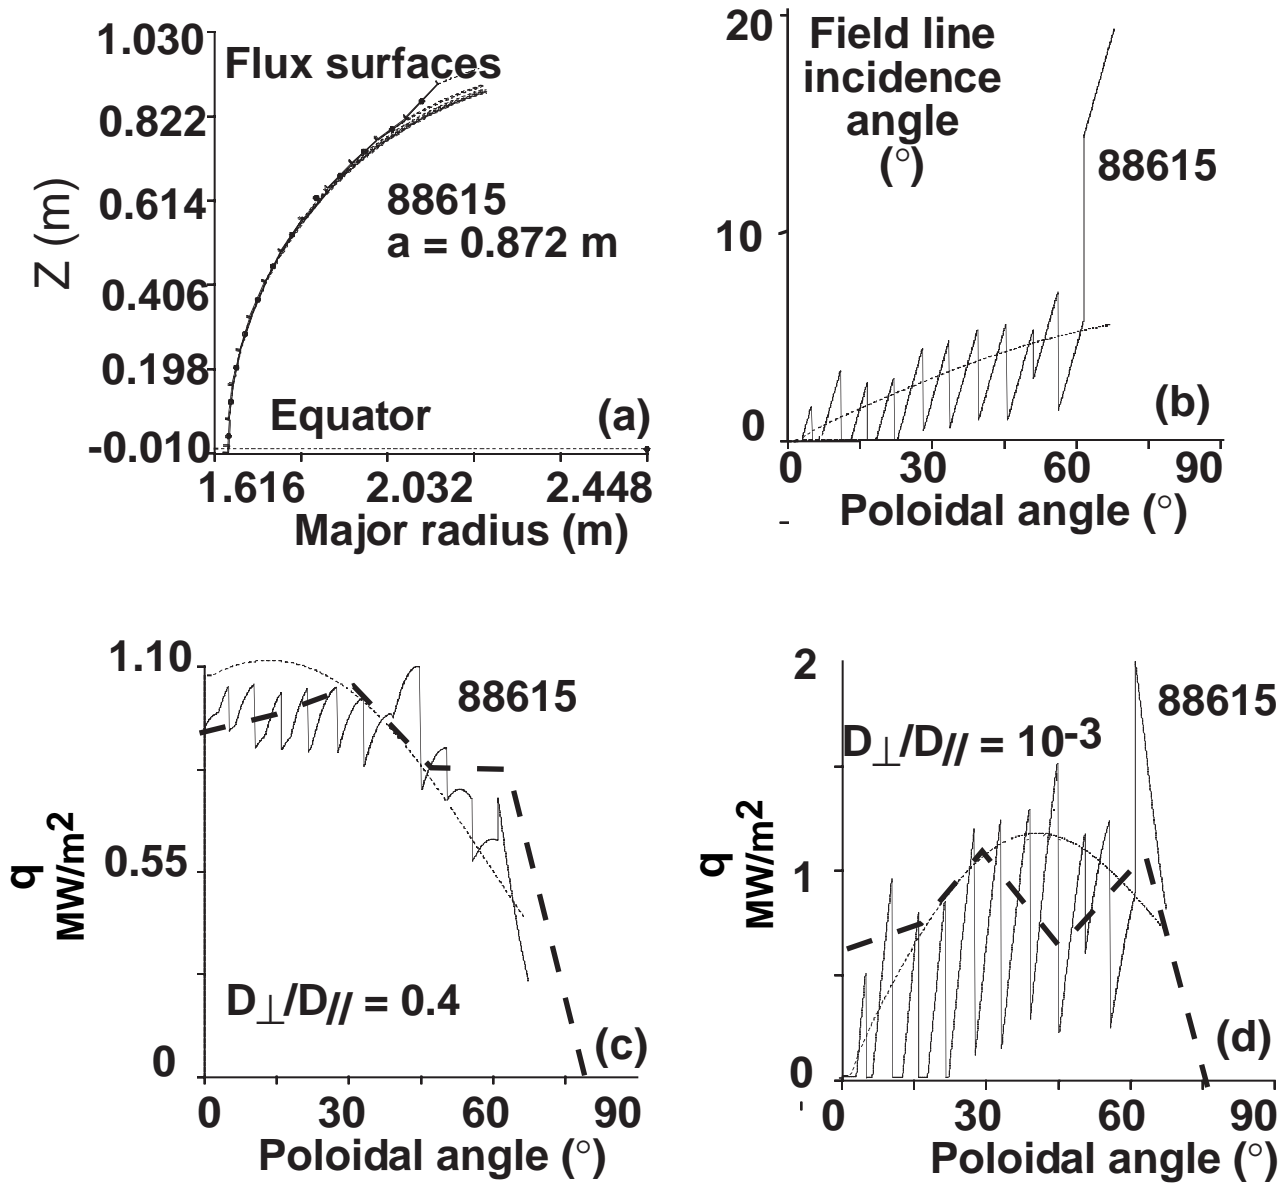 1.030
0.822
0.614
0.406
0.198
-0.010
Z (m)
Flux surfaces
88615
a = 0.872 m
Equator
(a)
1.616
2.032
2.448
Major radius (m)
20
10
0
Field line
incidence
angle
(°)
88615
(b)
0
30
60
90
Poloidal angle (°)
1.10
0.55
0
q
MW/m2
88615
D⊥/D// = 0.4
(c)
0
30
60
90
Poloidal angle (°)
2
1
0
q
MW/m2
88615
D⊥/D// = 10-3
(d)
0
30
60
90
Poloidal angle (°)